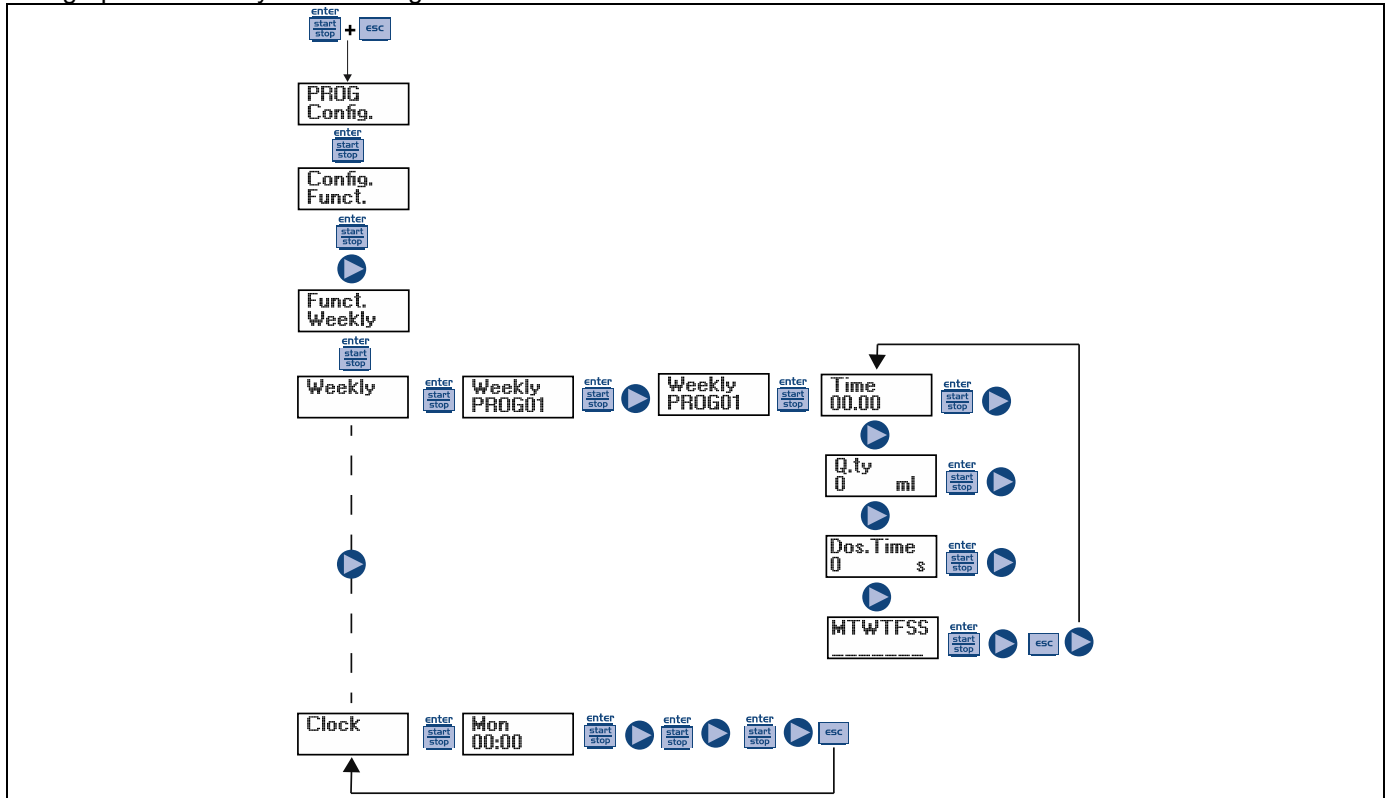 enter
start
stop
+
esc
PROG
Config.
enter
start
stop
Config.
Funct.
enter
start
stop
Funct.
Weekly
enter
start
stop
Weekly
enter
start
stop
Weekly
PROG01
enter
start
stop
Weekly
PROG01
enter
start
stop
Time
00.00
enter
start
stop
Q.ty
0 ml
enter
start
stop
Dos.Time
0 s
enter
start
stop
MTWTFSS
_______
enter
start
stop
esc
Clock
enter
start
stop
Mon
00:00
enter
start
stop
enter
start
stop
enter
start
stop
esc